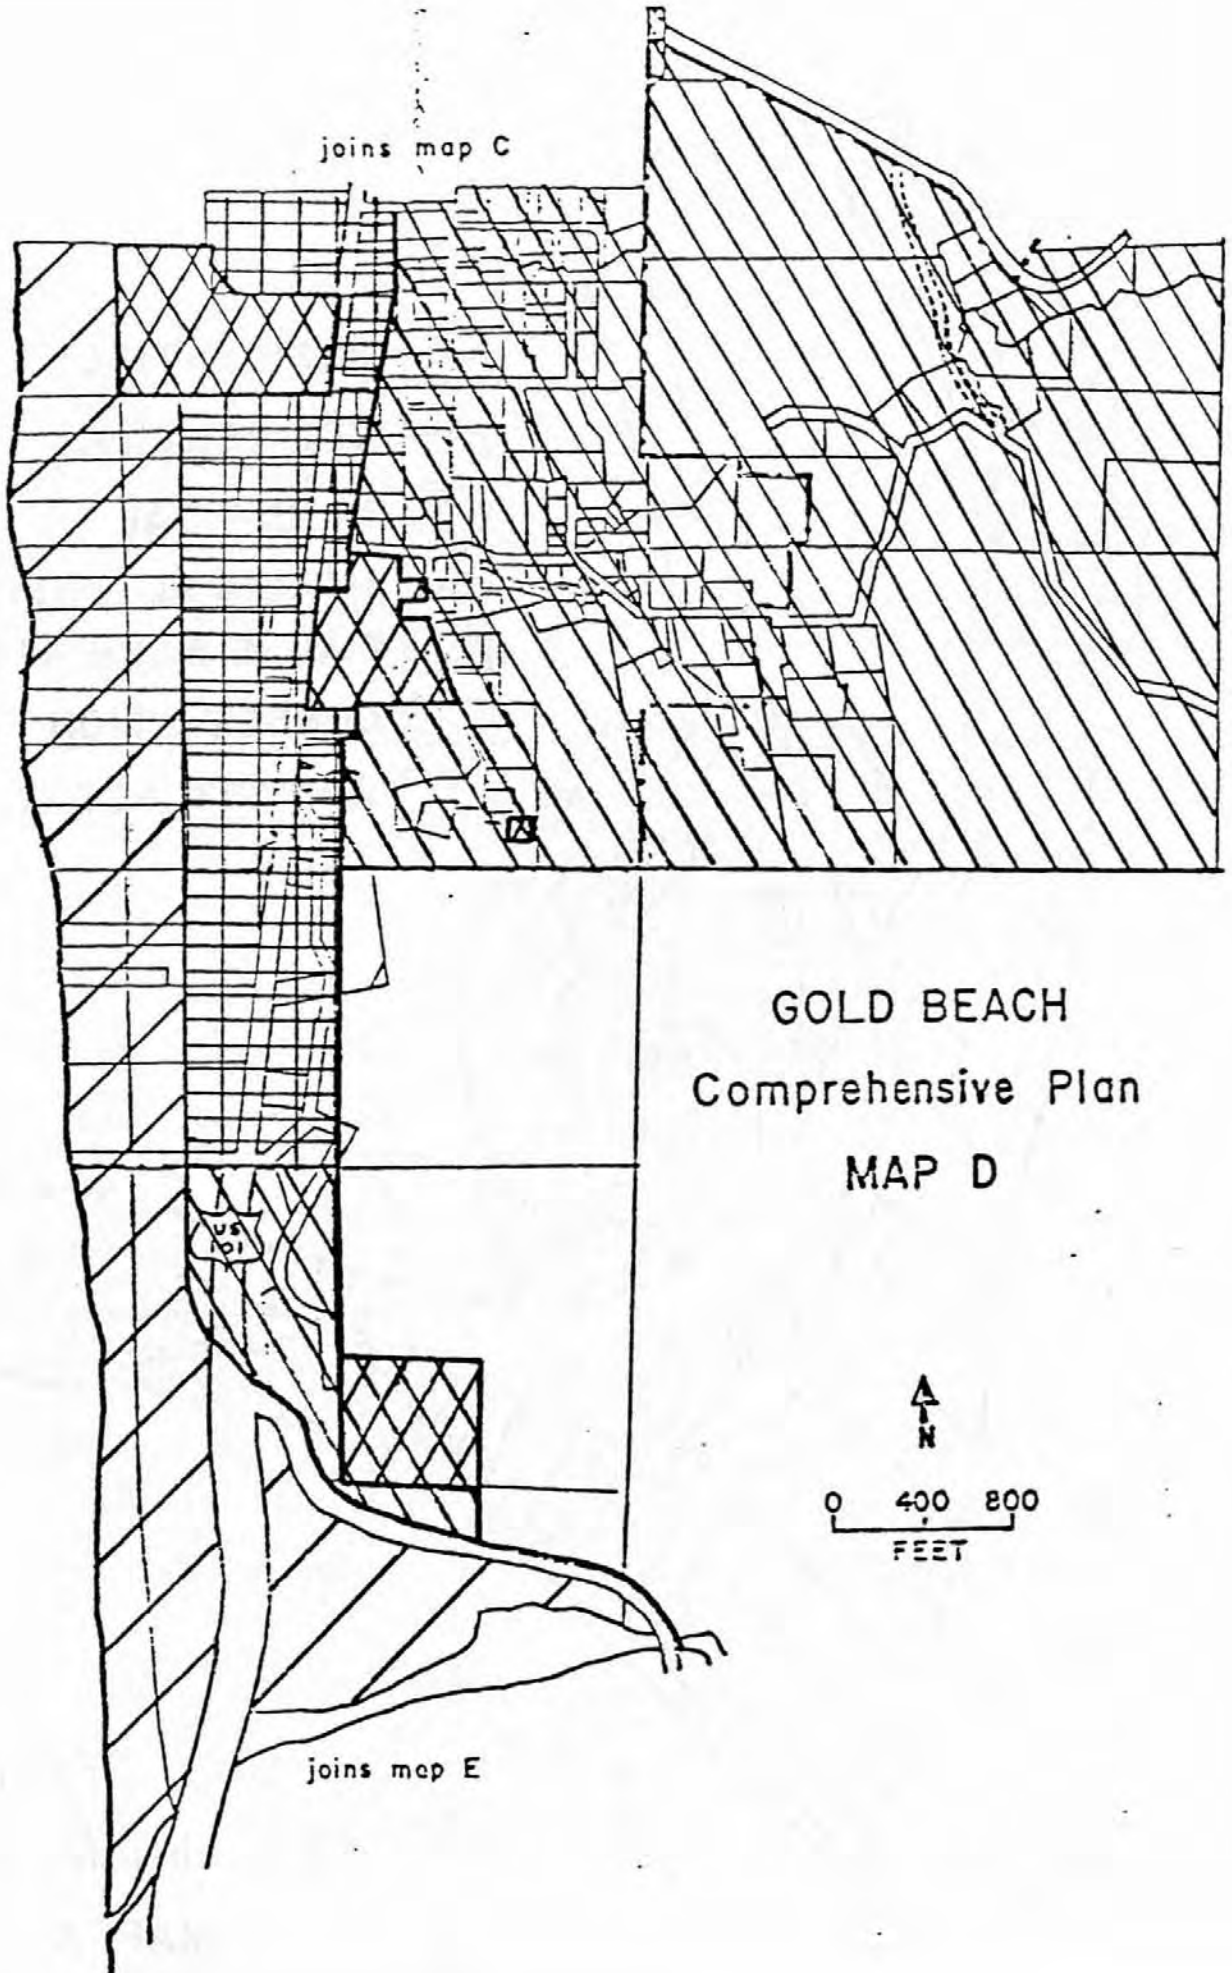 joins map C
GOLD BEACH
Comprehensive Plan
MAP D
US
101
N
0 400 800
FEET
joins map E